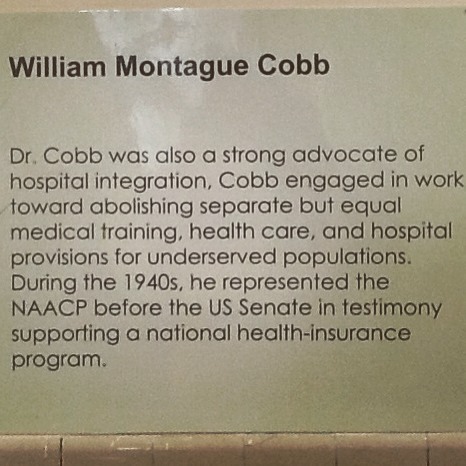 William Montague Cobb
Dr. Cobb was also a strong advocate of
hospital integration, Cobb engaged in work
toward abolishing separate but equal
medical training, health care, and hospital
provisions for underserved populations.
During the 1940s, he represented the
NAACP before the US Senate in testimony
supporting a national health-insurance
program.